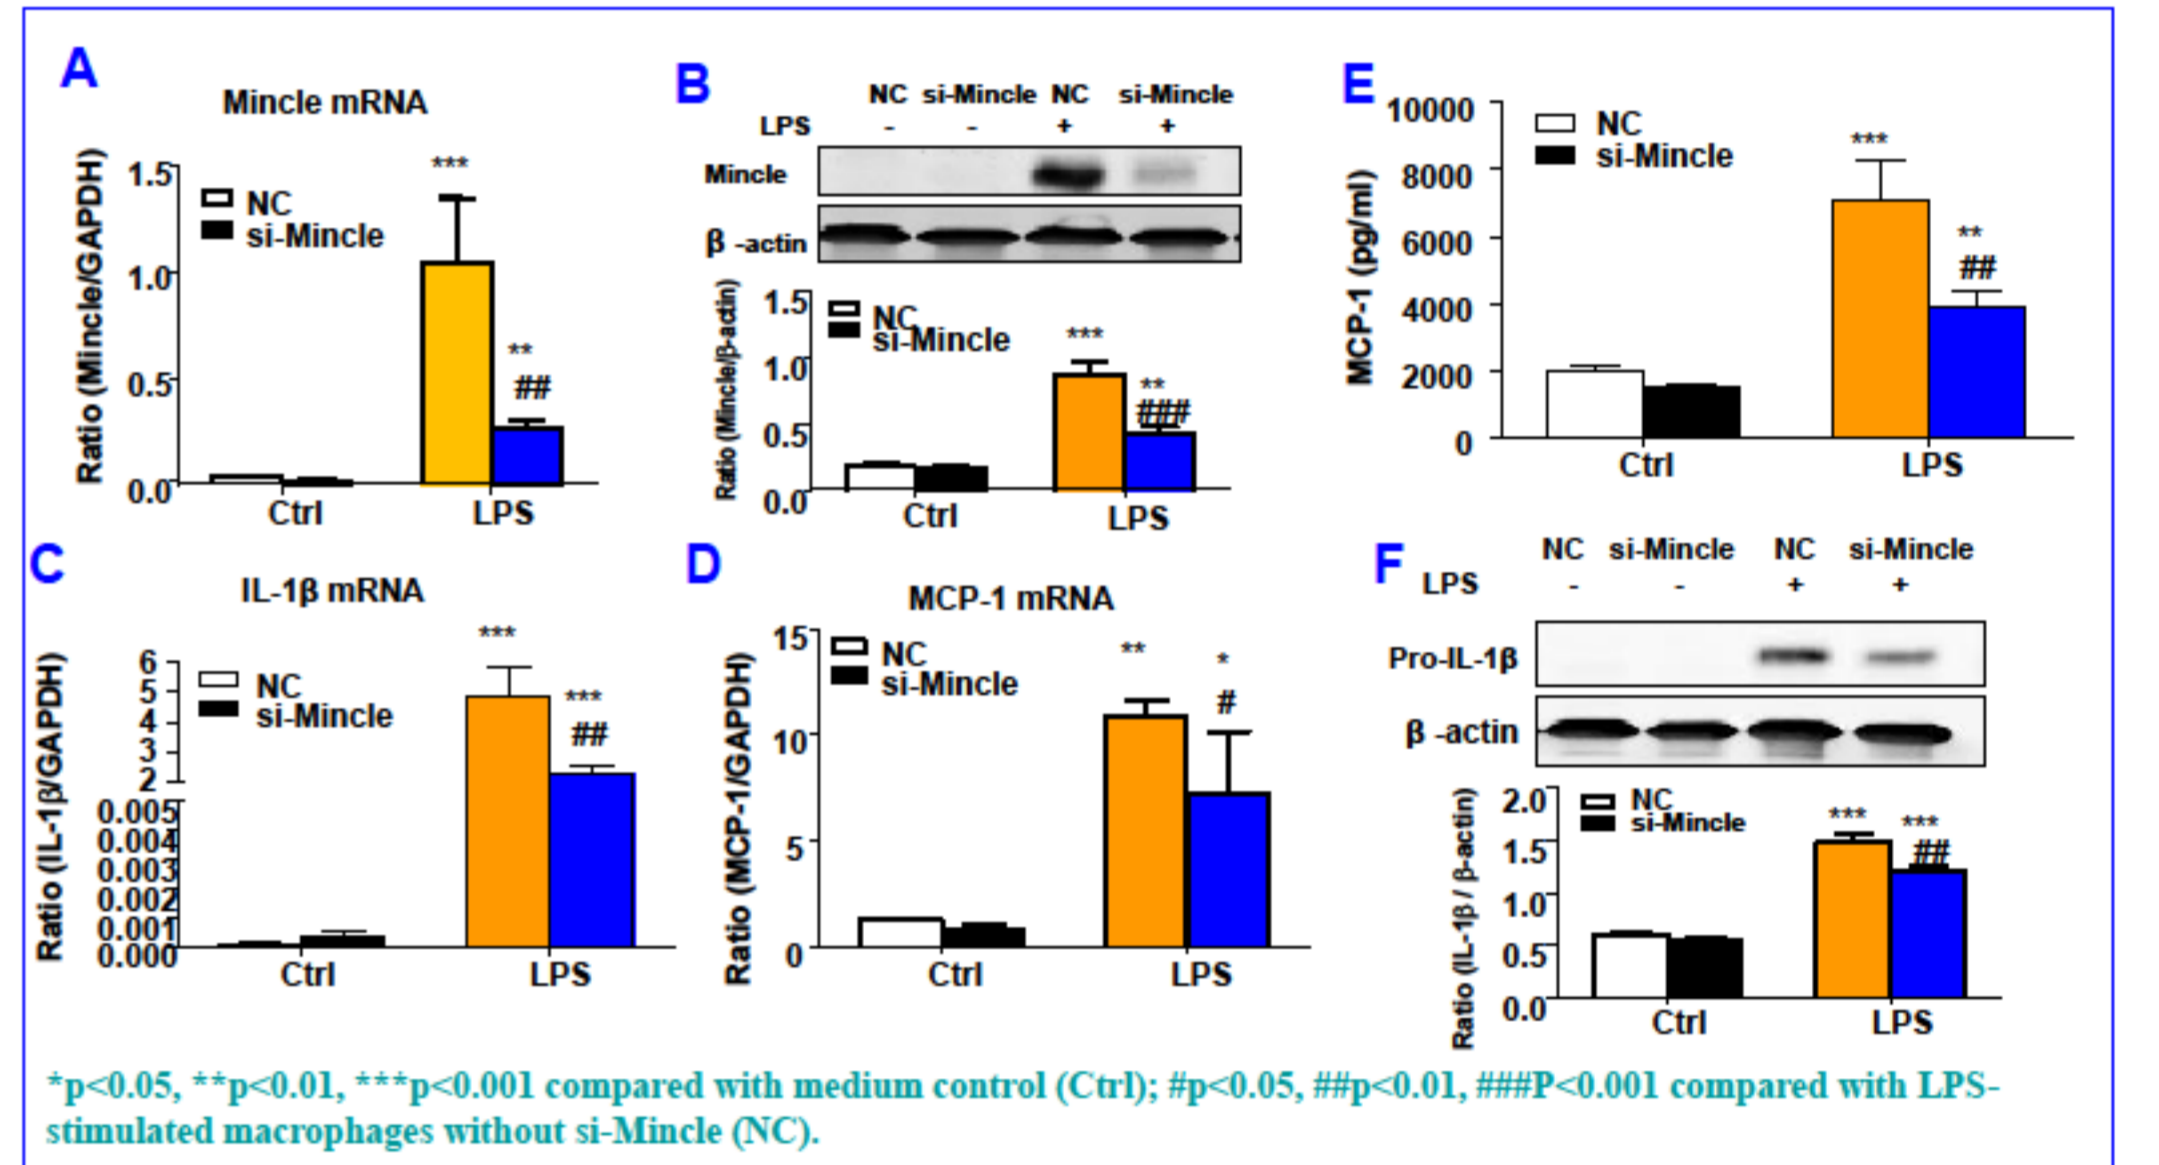 A
Mincle mRNA
***
1.5
NC
si-Mincle
1.0
**
##
0.5
0.0
Ratio (Mincle/GAPDH)
Ctrl LPS
B
NC si-Mincle NC si-Mincle
LPS - - + +
Mincle
β -actin
1.5
NC
si-Mincle
***
1.0
**
###
0.5
0.0
Ratio (Mincle/β-actin)
Ctrl LPS
E
10000
NC
si-Mincle
***
8000
6000
**
##
4000
2000
0
MCP-1 (pg/ml)
Ctrl LPS
C
IL-1β mRNA
***
6
5
NC
si-Mincle
***
##
4
3
2
0.005
0.004
0.003
0.002
0.001
0.000
Ratio (IL-1β/GAPDH)
Ctrl LPS
D
MCP-1 mRNA
15
NC
si-Mincle
**
*
#
10
5
0
Ratio (MCP-1/GAPDH)
Ctrl LPS
F
NC si-Mincle NC si-Mincle
LPS - - + +
Pro-IL-1β
β -actin
2.0
NC
si-Mincle
***
***
##
1.5
1.0
0.5
0.0
Ratio (IL-1β / β-actin)
Ctrl LPS
*p<0.05, **p<0.01, ***p<0.001 compared with medium control (Ctrl); #p<0.05, ##p<0.01, ###P<0.001 compared with LPS-
stimulated macrophages without si-Mincle (NC).